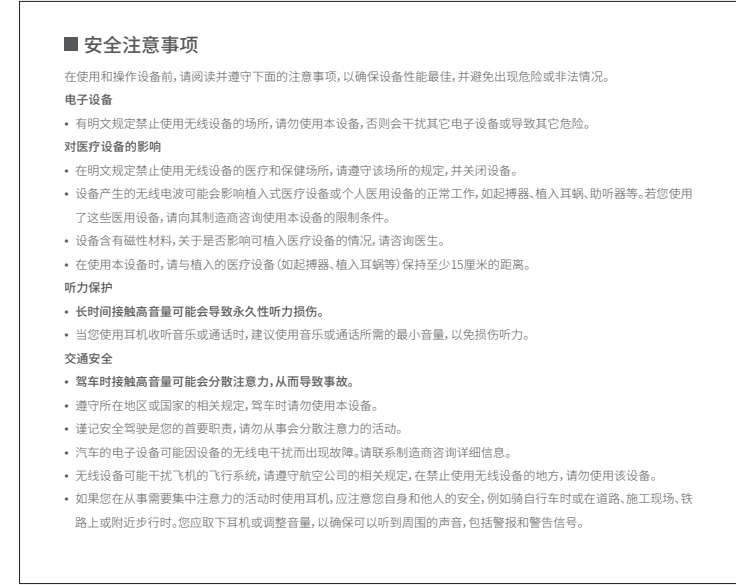 ■ 安全注意事项
在使用和操作设备前,请阅读并遵守下面的注意事项,以确保设备性能最佳,并避免出现危险或非法情况。
电子设备
• 有明文规定禁止使用无线设备的场所,请勿使用本设备,否则会干扰其它电子设备或导致其它危险。
对医疗设备的影响
• 在明文规定禁止使用无线设备的医疗和保健场所,请遵守该场所的规定,并关闭设备。
• 设备产生的无线电波可能会影响植入式医疗设备或个人医用设备的正常工作,如起搏器、植入耳蜗、助听器等。若您使用
了这些医用设备,请向其制造商咨询使用本设备的限制条件。
• 设备含有磁性材料,关于是否影响可植入医疗设备的情况,请咨询医生。
• 在使用本设备时,请与植入的医疗设备(如起搏器、植入耳蜗等)保持至少15厘米的距离。
听力保护
• 长时间接触高音量可能会导致永久性听力损伤。
• 当您使用耳机收听音乐或通话时,建议使用音乐或通话所需的最小音量,以免损伤听力。
交通安全
• 驾车时接触高音量可能会分散注意力,从而导致事故。
• 遵守所在地区或国家的相关规定,驾车时请勿使用本设备。
• 谨记安全驾驶是您的首要职责,请勿从事会分散注意力的活动。
• 汽车的电子设备可能因设备的无线电干扰而出现故障。请联系制造商咨询详细信息。
• 无线设备可能干扰飞机的飞行系统,请遵守航空公司的相关规定,在禁止使用无线设备的地方,请勿使用该设备。
• 如果您在从事需要集中注意力的活动时使用耳机,应注意您自身和他人的安全,例如骑自行车时或在道路、施工现场、铁
路上或附近步行时。您应取下耳机或调整音量,以确保可以听到周围的声音,包括警报和警告信号。